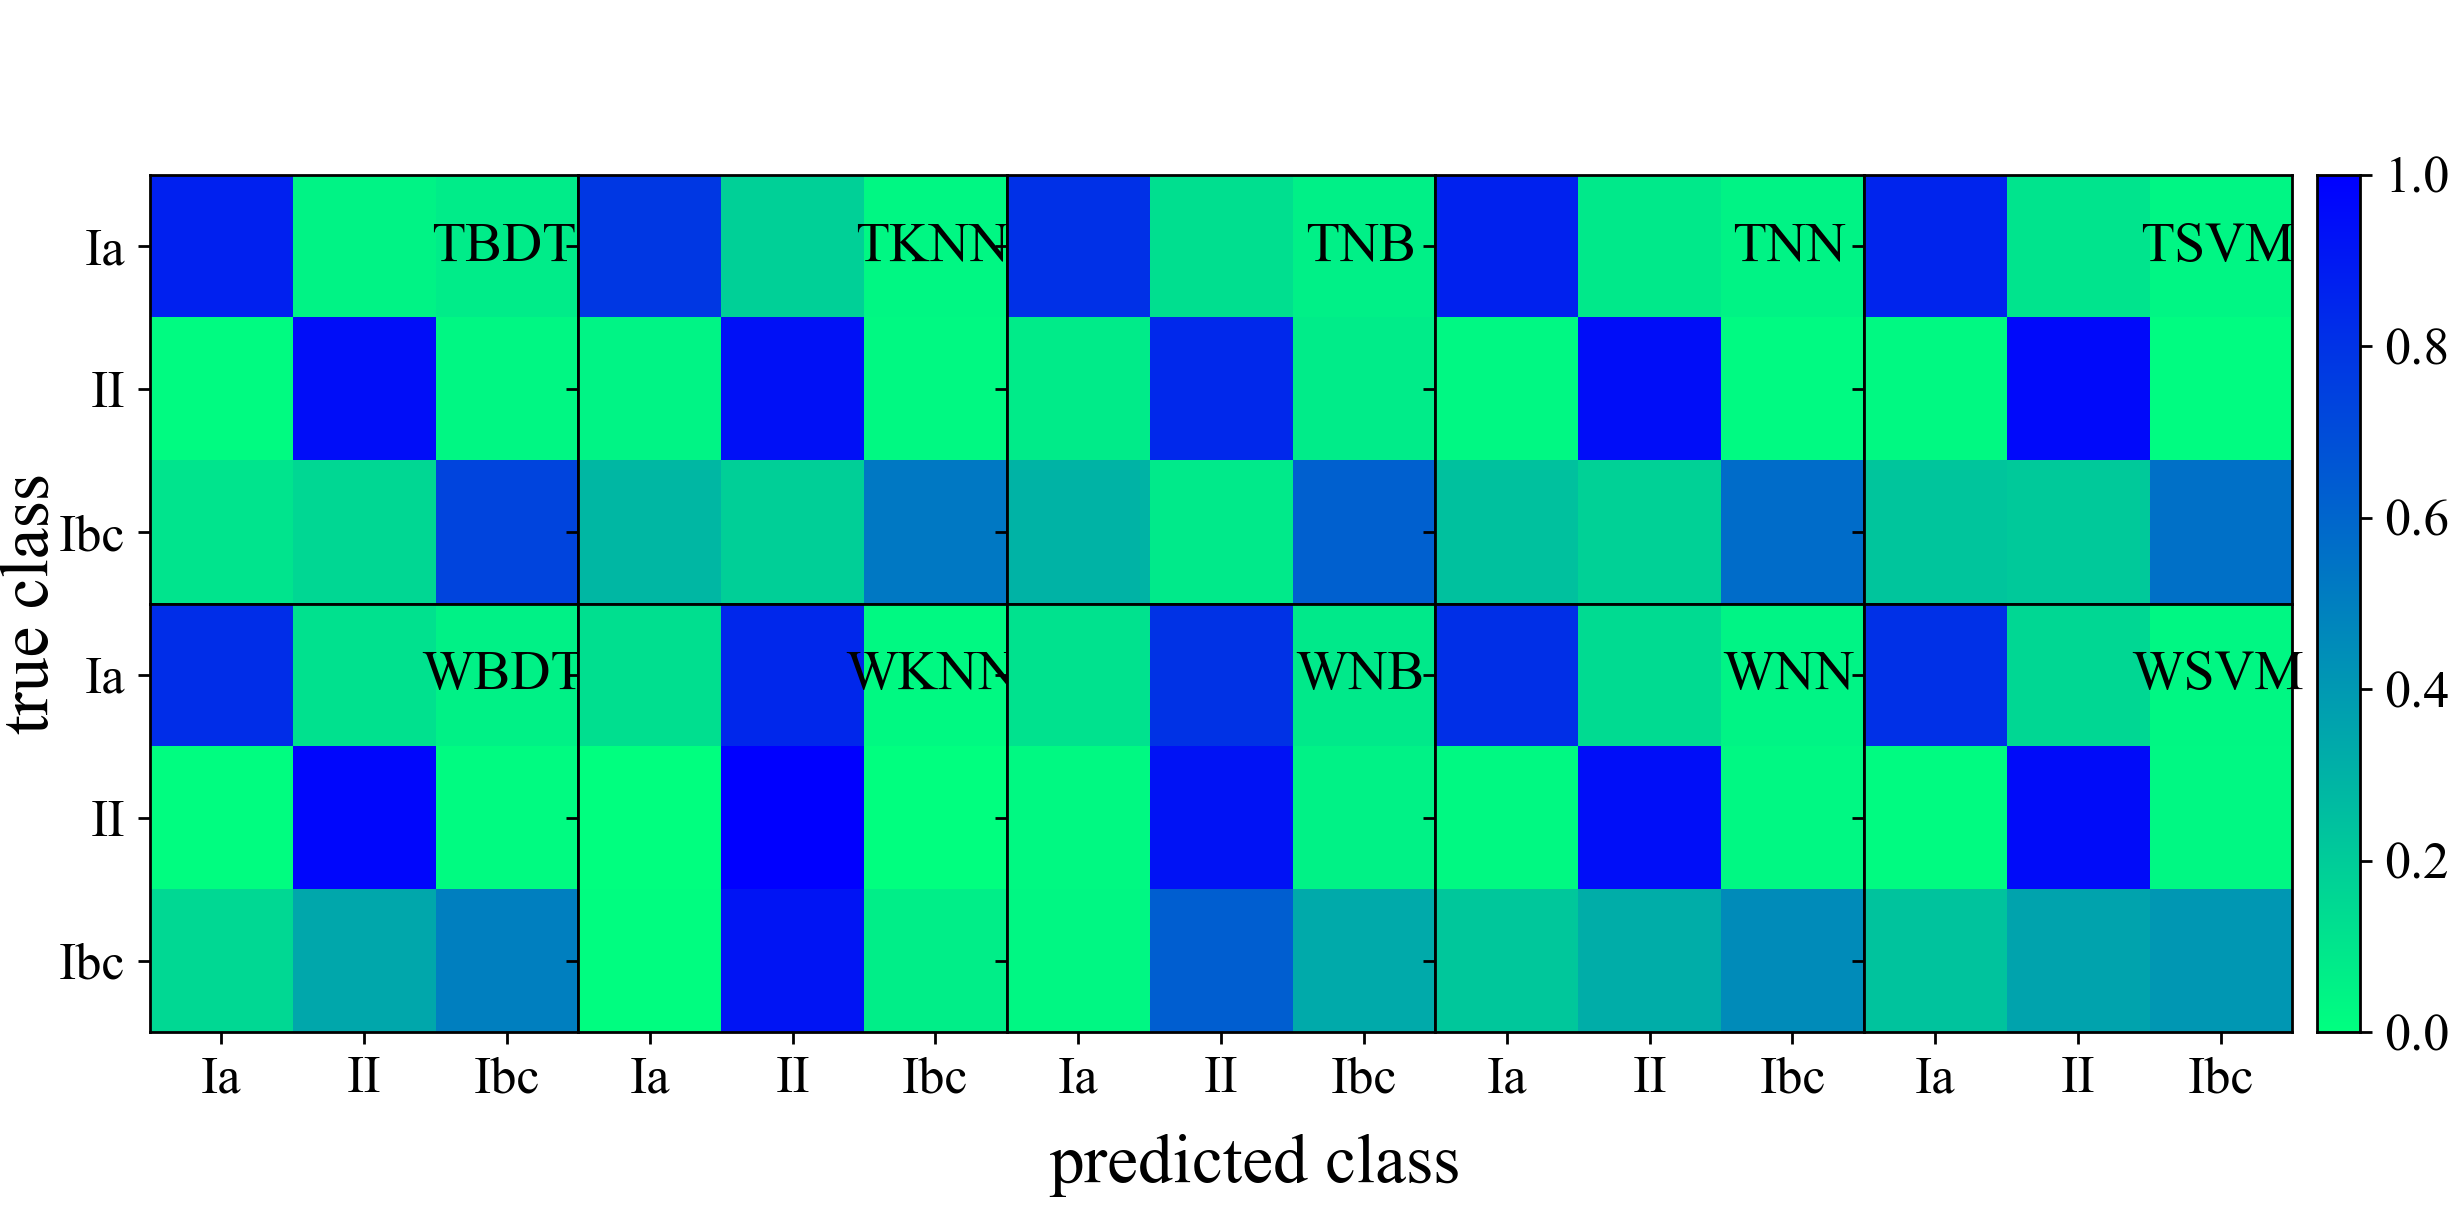 1.0
Ia TBDT TKNN TNB TNN TSVM
0.8
II
0.6
Ibc
true class
Ia WBDT WKNN WNB WNN WSVM
0.4
II
0.2
Ibc
0.0
Ia II Ibc Ia II Ibc Ia II Ibc Ia II Ibc Ia II Ibc
predicted class